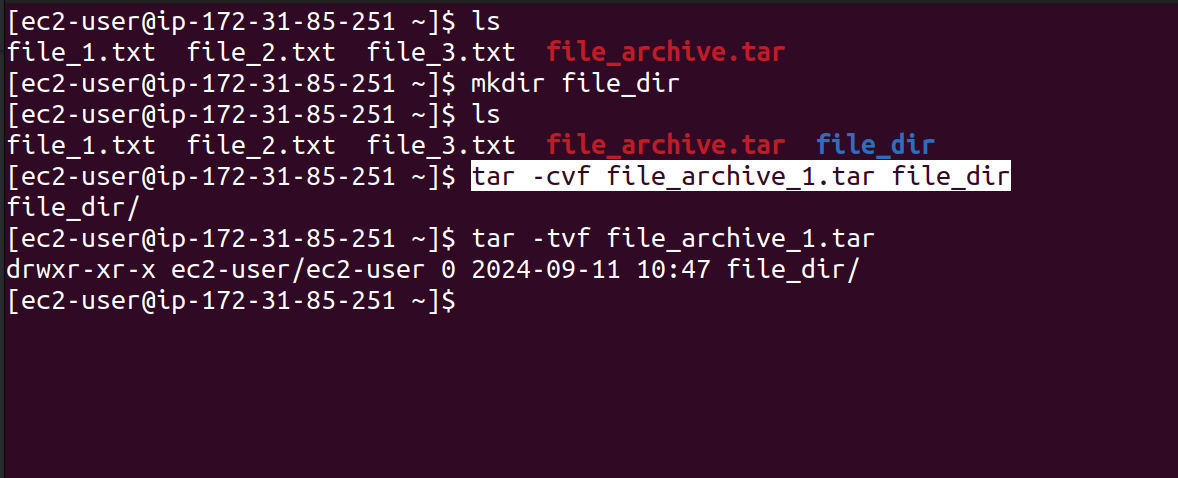 [ec2-user@ip-172-31-85-251 ~]$ ls
file_1.txt  file_2.txt  file_3.txt  file_archive.tar
[ec2-user@ip-172-31-85-251 ~]$ mkdir file_dir
[ec2-user@ip-172-31-85-251 ~]$ ls
file_1.txt  file_2.txt  file_3.txt  file_archive.tar  file_dir
[ec2-user@ip-172-31-85-251 ~]$ tar -cvf file_archive_1.tar file_dir
file_dir/
[ec2-user@ip-172-31-85-251 ~]$ tar -tvf file_archive_1.tar
drwxr-xr-x ec2-user/ec2-user 0 2024-09-11 10:47 file_dir/
[ec2-user@ip-172-31-85-251 ~]$